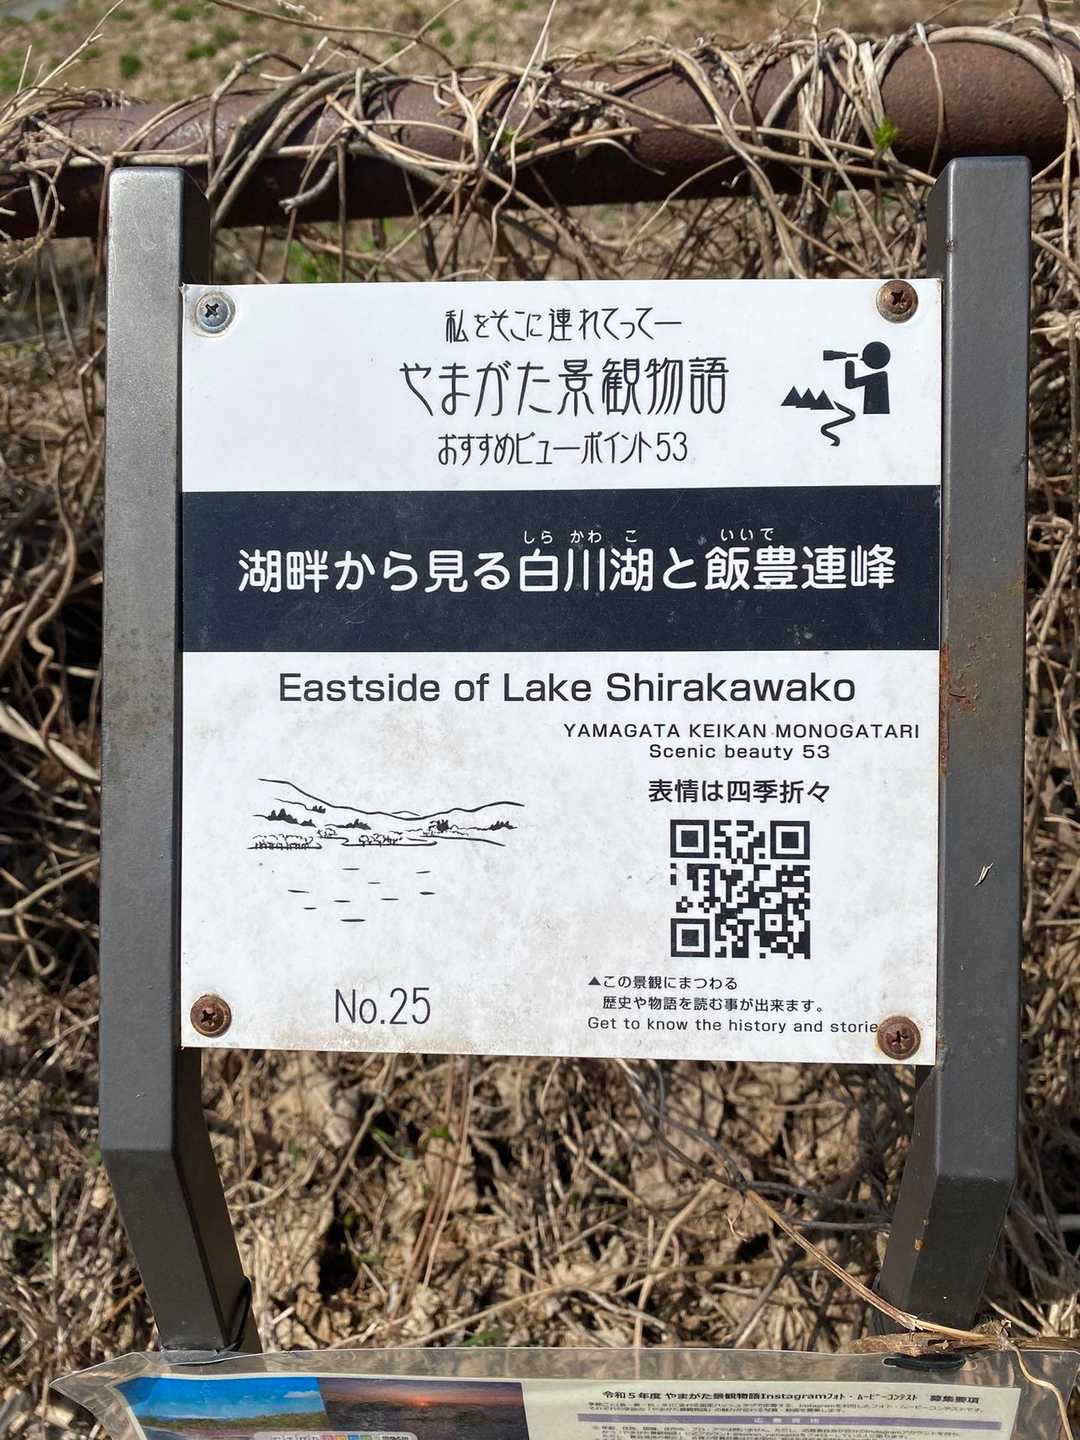 私をそこに連れてってー
やまがた景観物語
おすすめビューポイント53
しら かわ こ いいで
湖畔から見る白川湖と飯豊連峰
Eastside of Lake Shirakawako
YAMAGATA KEIKAN MONOGATARI
Scenic beauty 53
表情は四季折々
▲この景観にまつわる
歴史や物語を読む事が出来ます。
Get to know the history and storie
No.25
令和5年度 やまがた景観物語Instagramフォト・ムービーコンテスト 募集要項